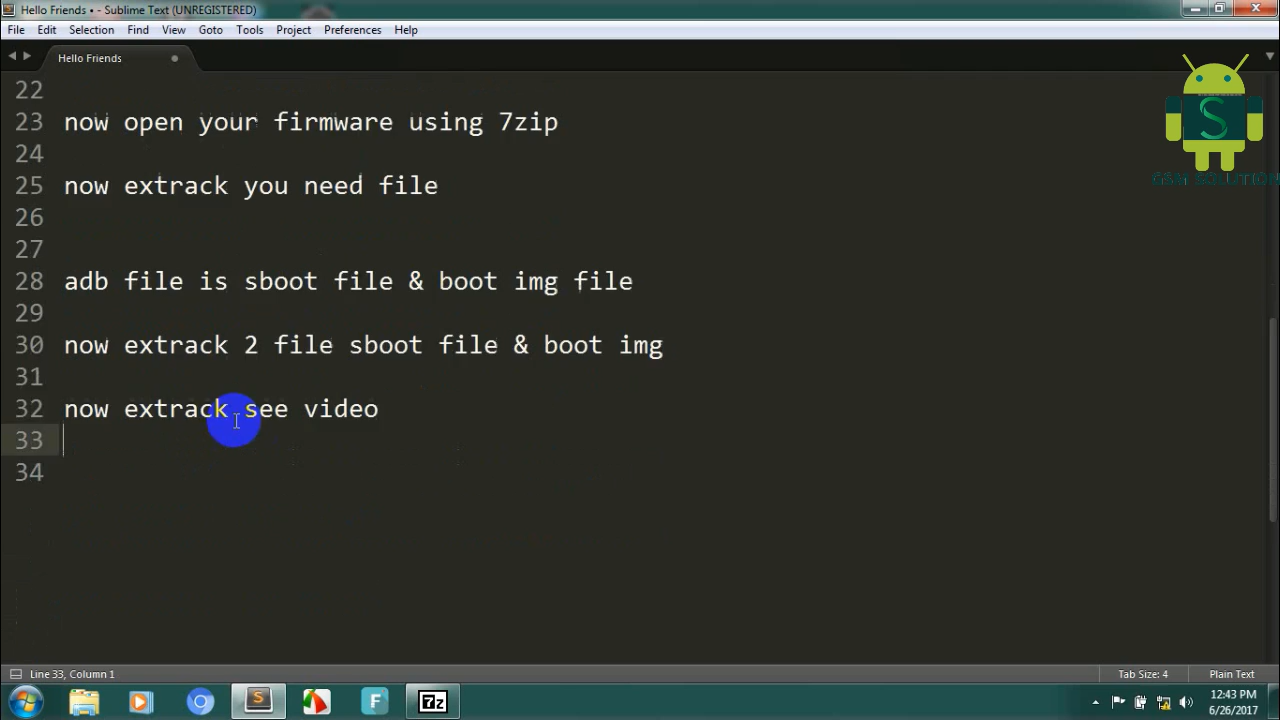 Hello Friends • - Sublime Text (UNREGISTERED)
File Edit Selection Find View Goto Tools Project Preferences Help
Hello Friends
22
23 now open your firmware using 7zip
24
25 now extrack you need file
26
27
28 adb file is sboot file & boot img file
29
30 now extrack 2 file sboot file & boot img
31
32 now extrack see video
33
34
S
GSM SOLUTION
Line 33, Column 1
Tab Size: 4
Plain Text
S
F
7z
12:43 PM
6/26/2017